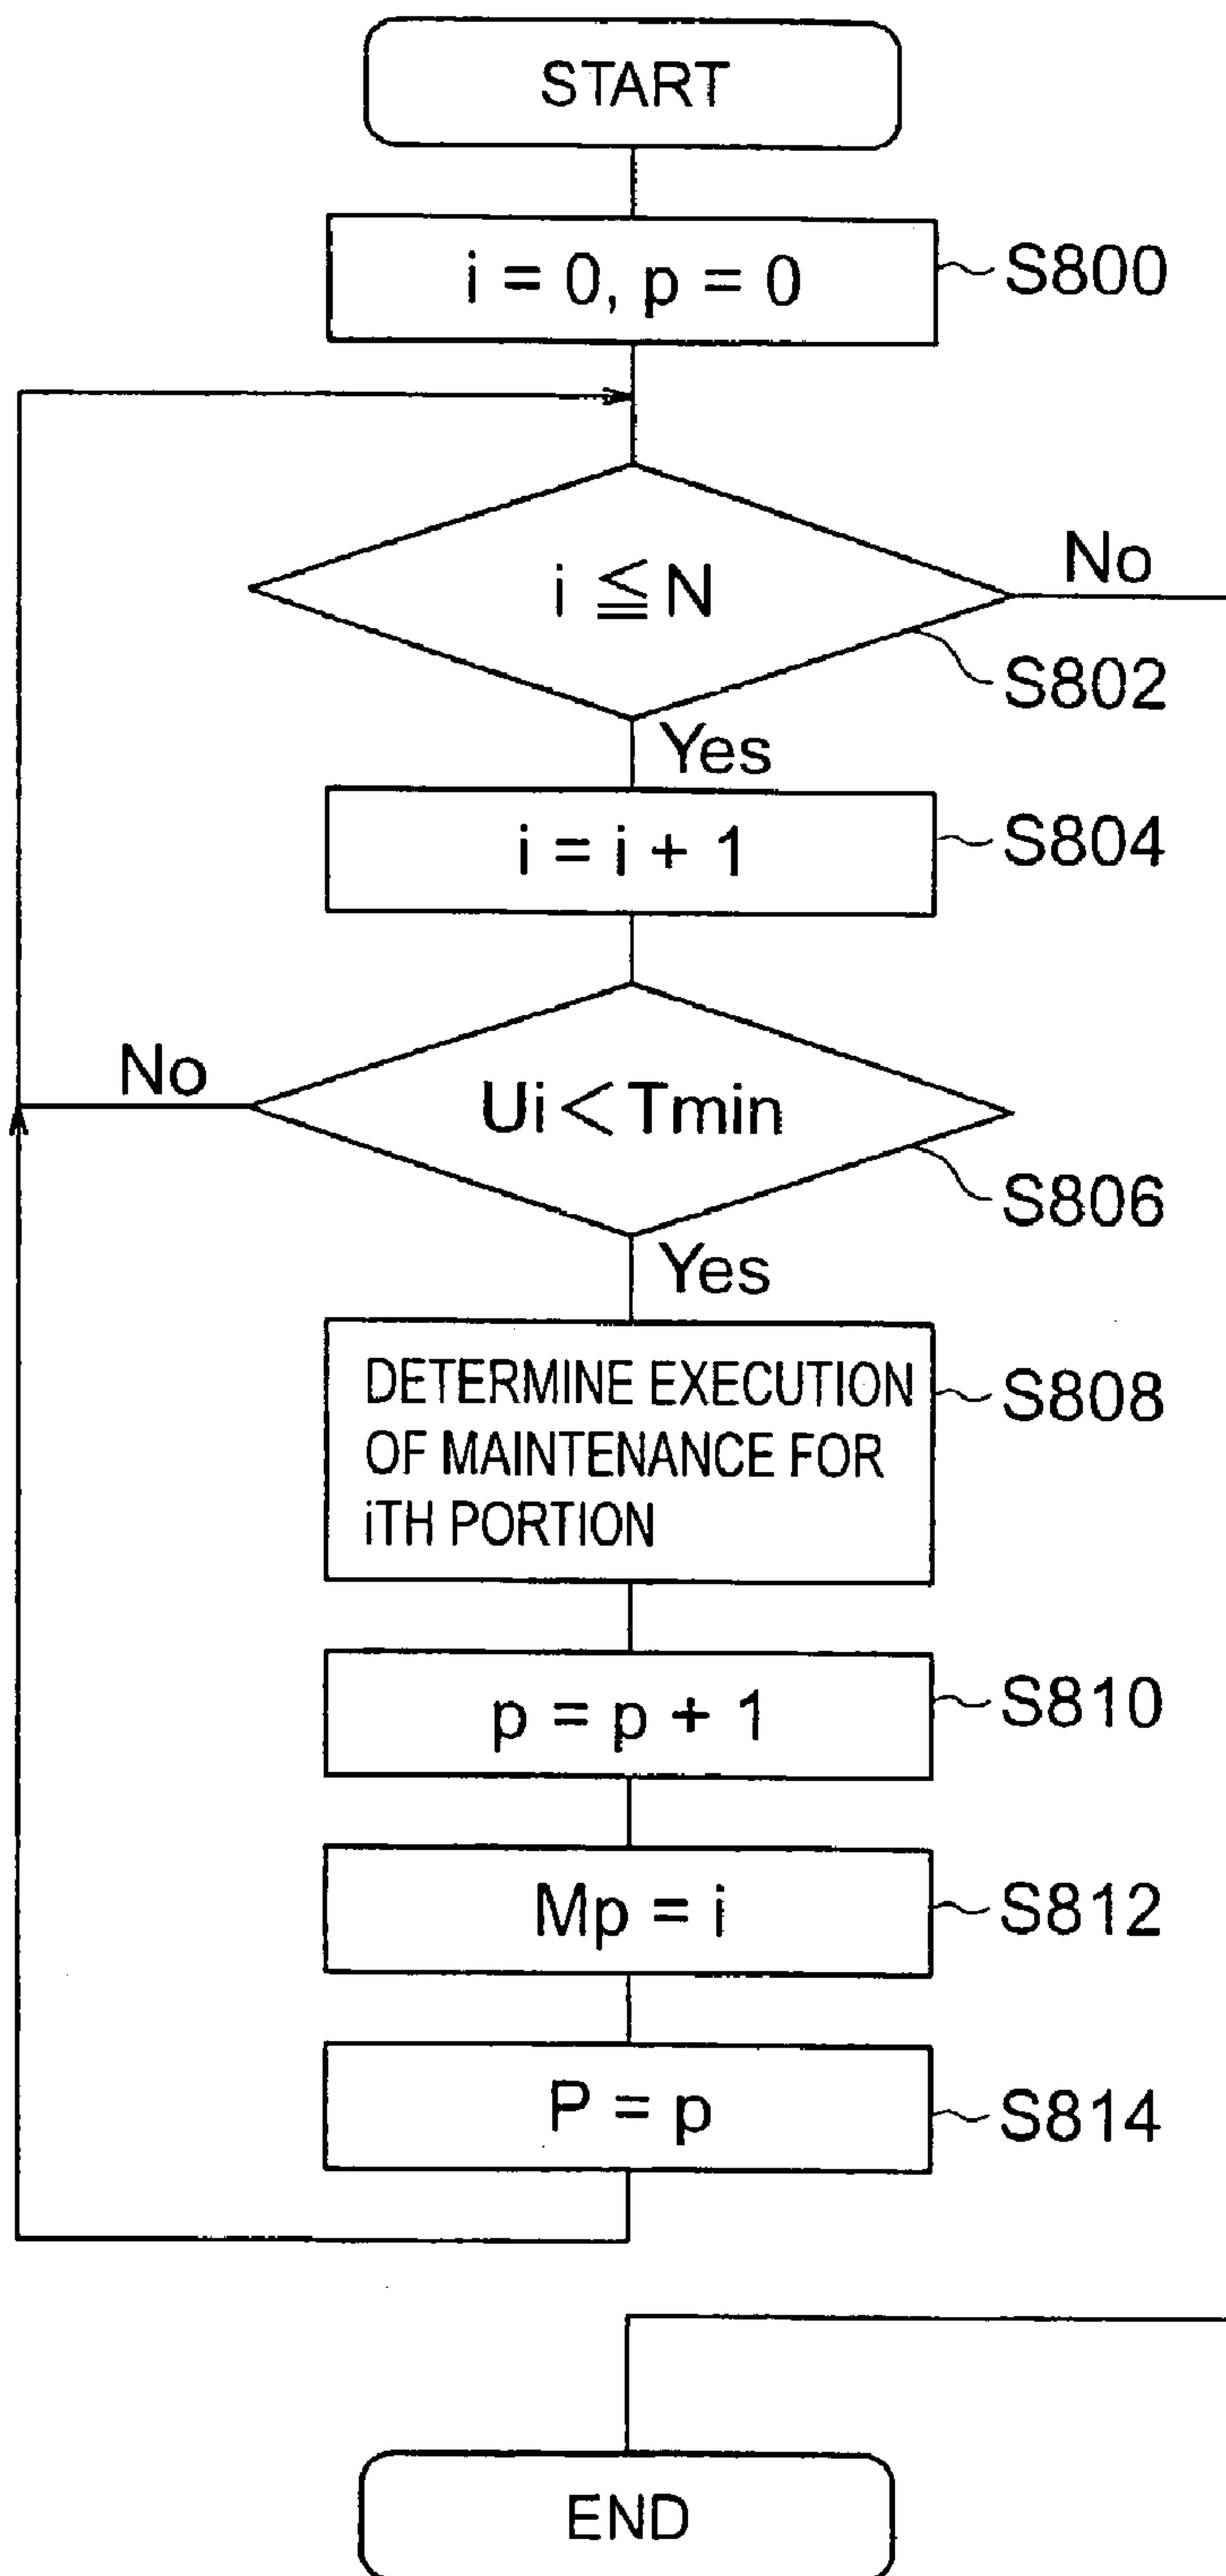 START
i = 0, p = 0
S800
i ≦ N
No
S802
Yes
i = i + 1
S804
No
Ui < Tmin
S806
Yes
DETERMINE EXECUTION
OF MAINTENANCE FOR
iTH PORTION
S808
p = p + 1
S810
Mp = i
S812
P = p
S814
END